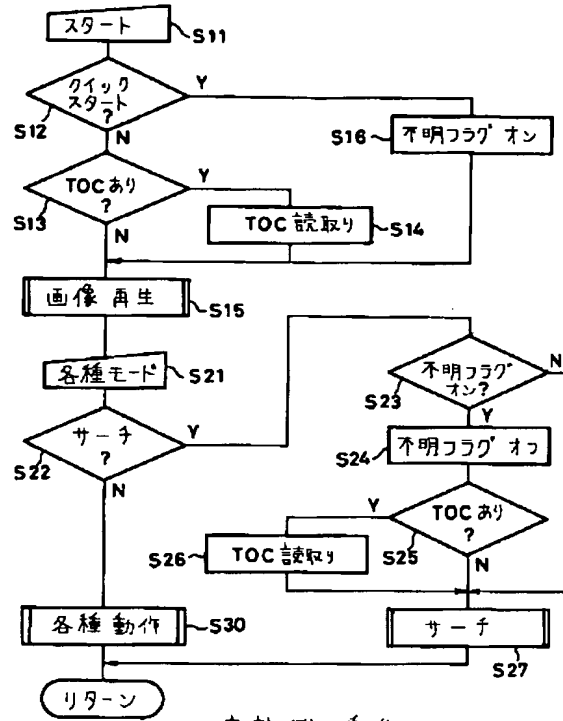 スタート
S11
クイック
スタート
?
S12
Y
N
S16
不明フラグ オン
TOC あり
?
S13
Y
N
TOC 読取り
S14
画像 再生
S15
各種モード
S21
サーチ
?
S22
Y
N
不明フラグ
オン?
S23
N
Y
S24
不明フラグ オフ
TOC あり
?
S25
Y
N
S26
TOC 読取り
各種 動作
S30
サーチ
S27
リターン